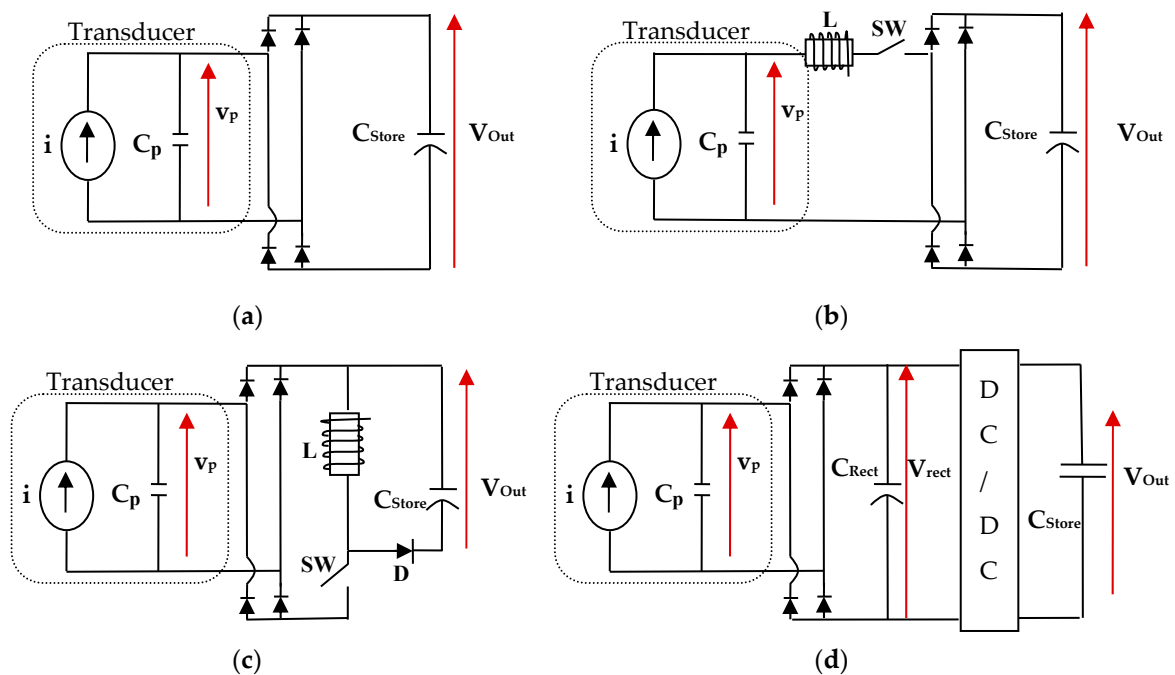 Transducer
i
Cp
vp
CStore
VOut
(a)
Transducer
L
SW
i
Cp
vp
CStore
VOut
(b)
Transducer
i
Cp
vp
L
SW
D
CStore
VOut
(c)
Transducer
i
Cp
vp
CRect
Vrect
D
C
/
D
C
CStore
VOut
(d)